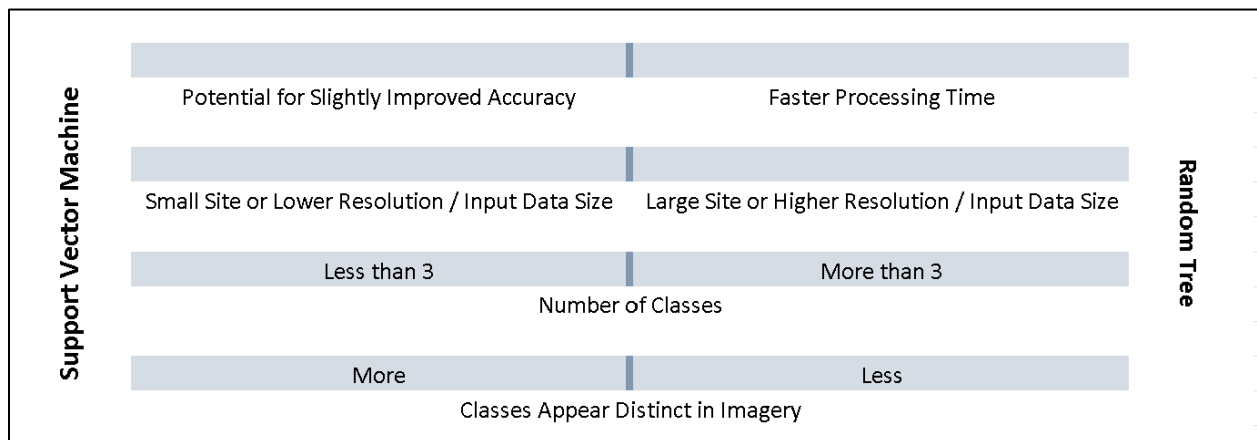 Support Vector Machine
Potential for Slightly Improved Accuracy
Faster Processing Time
Small Site or Lower Resolution / Input Data Size
Large Site or Higher Resolution / Input Data Size
Less than 3
More than 3
Number of Classes
More
Less
Classes Appear Distinct in Imagery
Random Tree